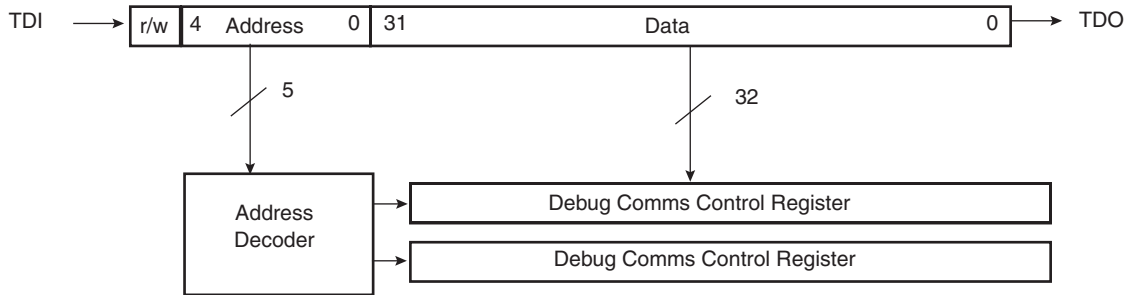 TDI r/w 4 Address 0 31 Data 0 TDO
5
32
Address
Decoder
Debug Comms Control Register
Debug Comms Control Register